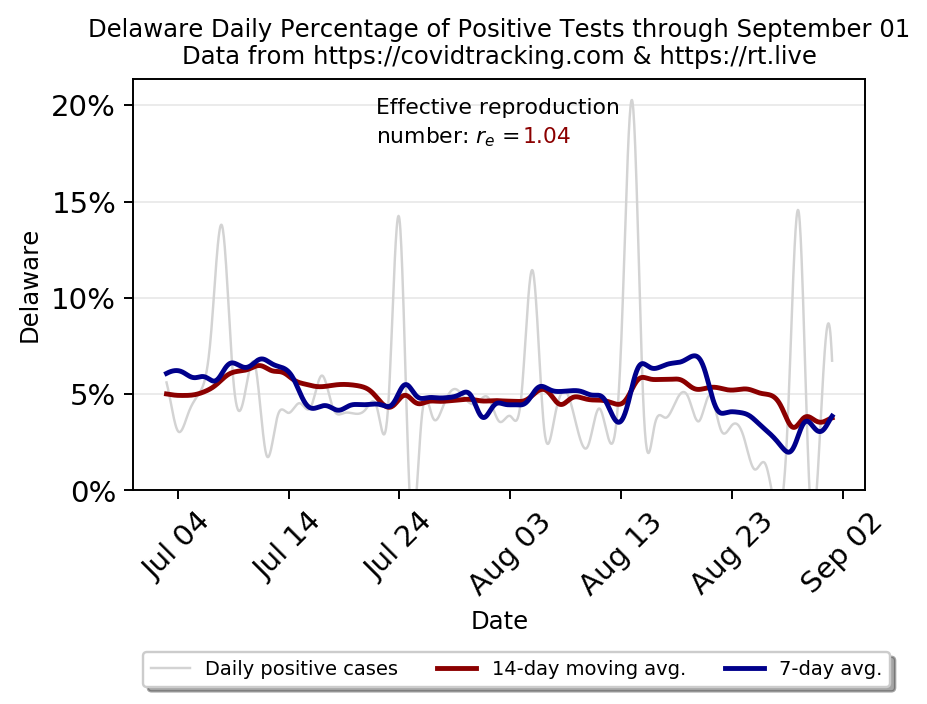 Delaware Daily Percentage of Positive Tests through September 01
Data from https://covidtracking.com & https://rt.live
Effective reproduction
number: rₑ =1.04
20%
15%
10%
5%
0%
Delaware
Jul 04
Jul 14
Jul 24
Aug 03
Aug 13
Aug 23
Sep 02
Date
Daily positive cases
14-day moving avg.
7-day avg.